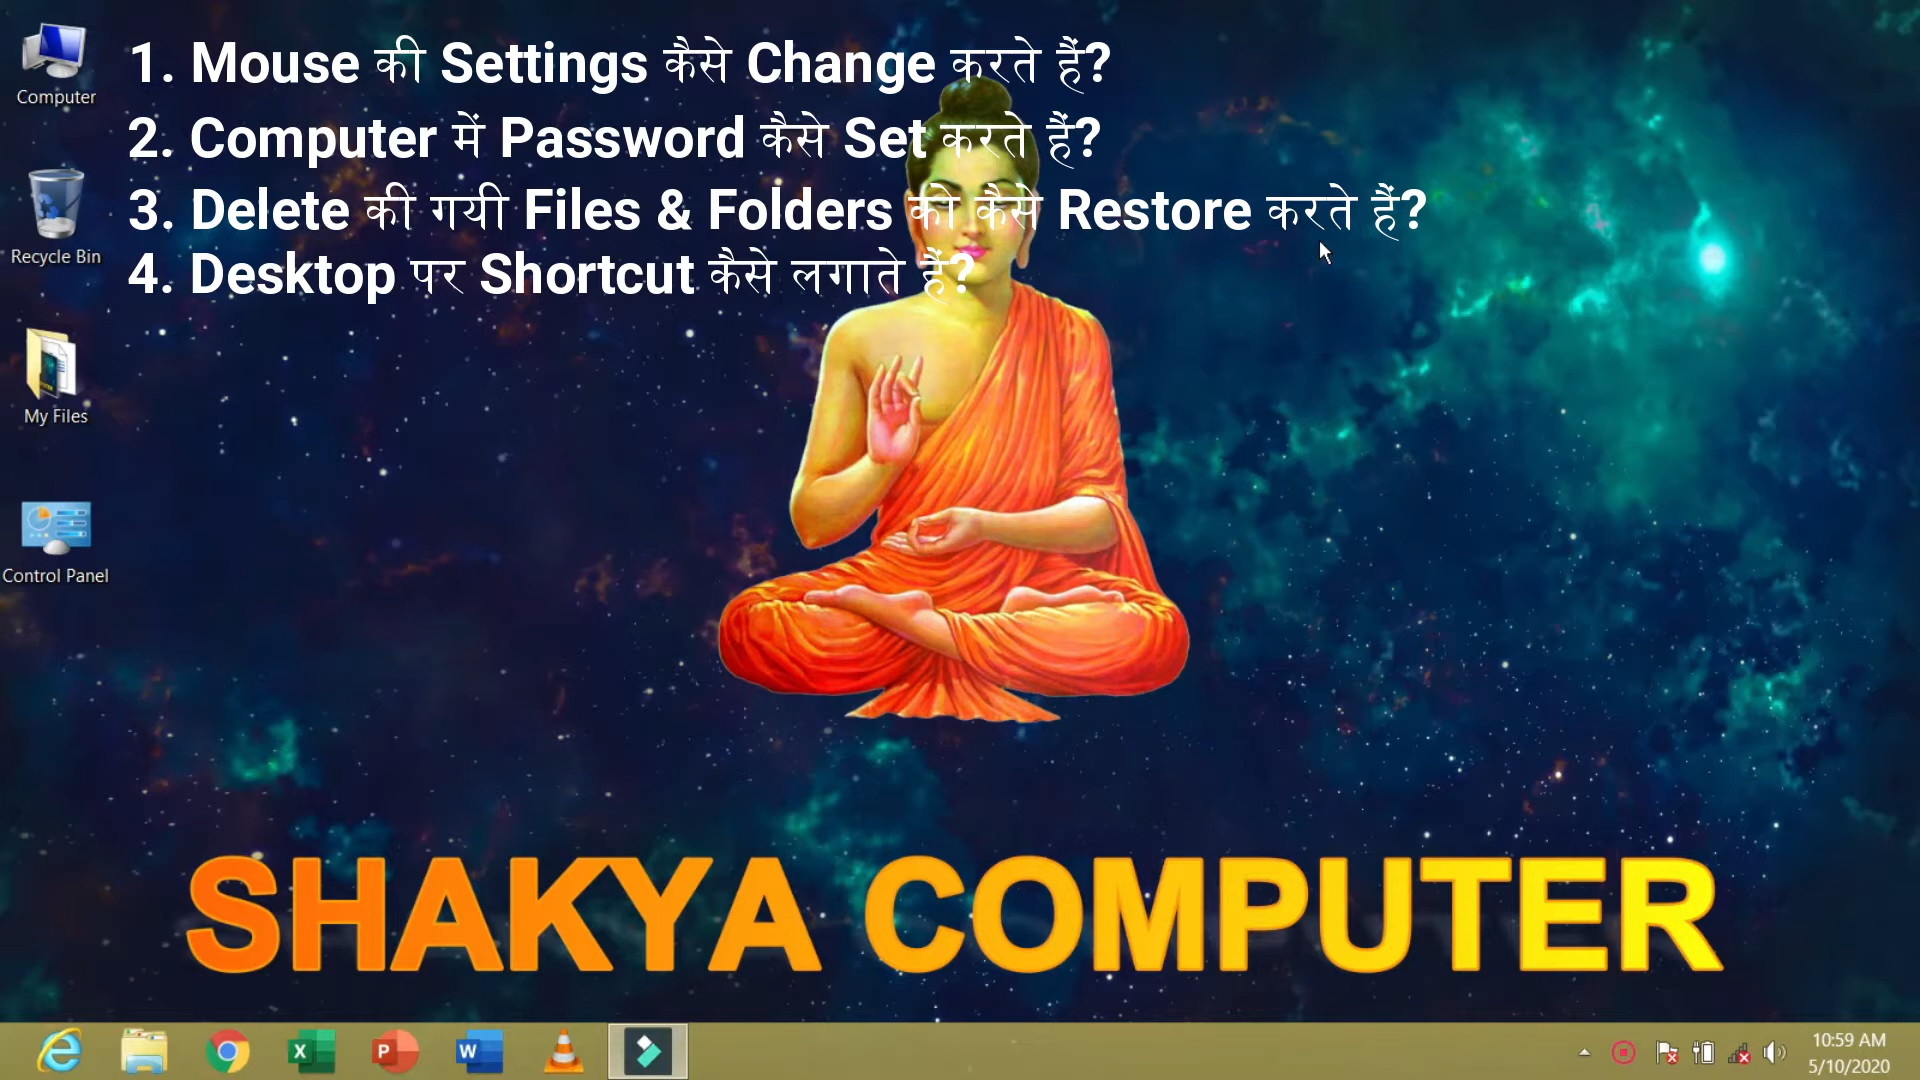 1. Mouse की Settings कैसे Change करते हैं?
2. Computer में Password कैसे Set करते हैं?
3. Delete की गयी Files & Folders को कैसे Restore करते हैं?
4. Desktop पर Shortcut कैसे लगाते हैं?
Computer
Recycle Bin
My Files
Control Panel
SHAKYA COMPUTER
10:59 AM
5/10/2020